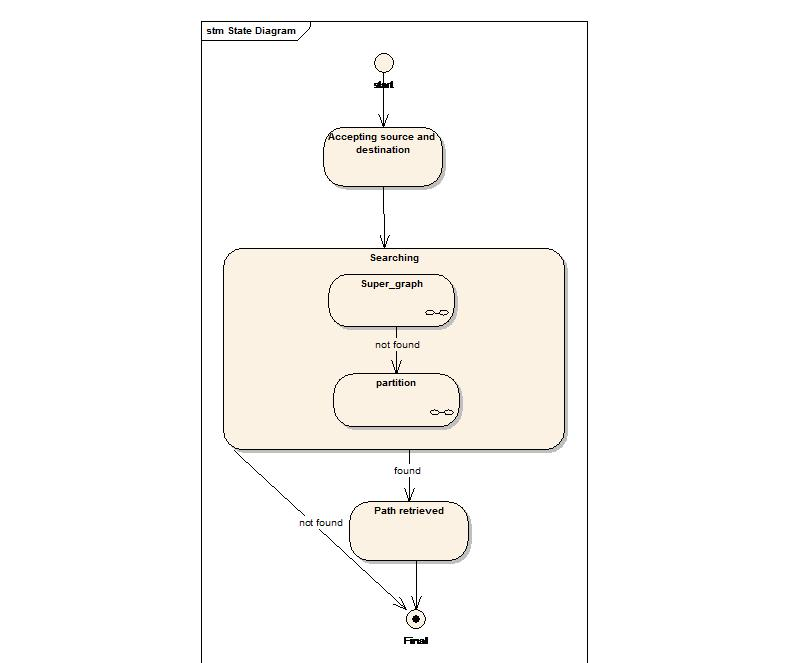 stm State Diagram
start
Accepting source and
destination
Searching
Super_graph
not found
partition
found
not found
Path retrieved
Final